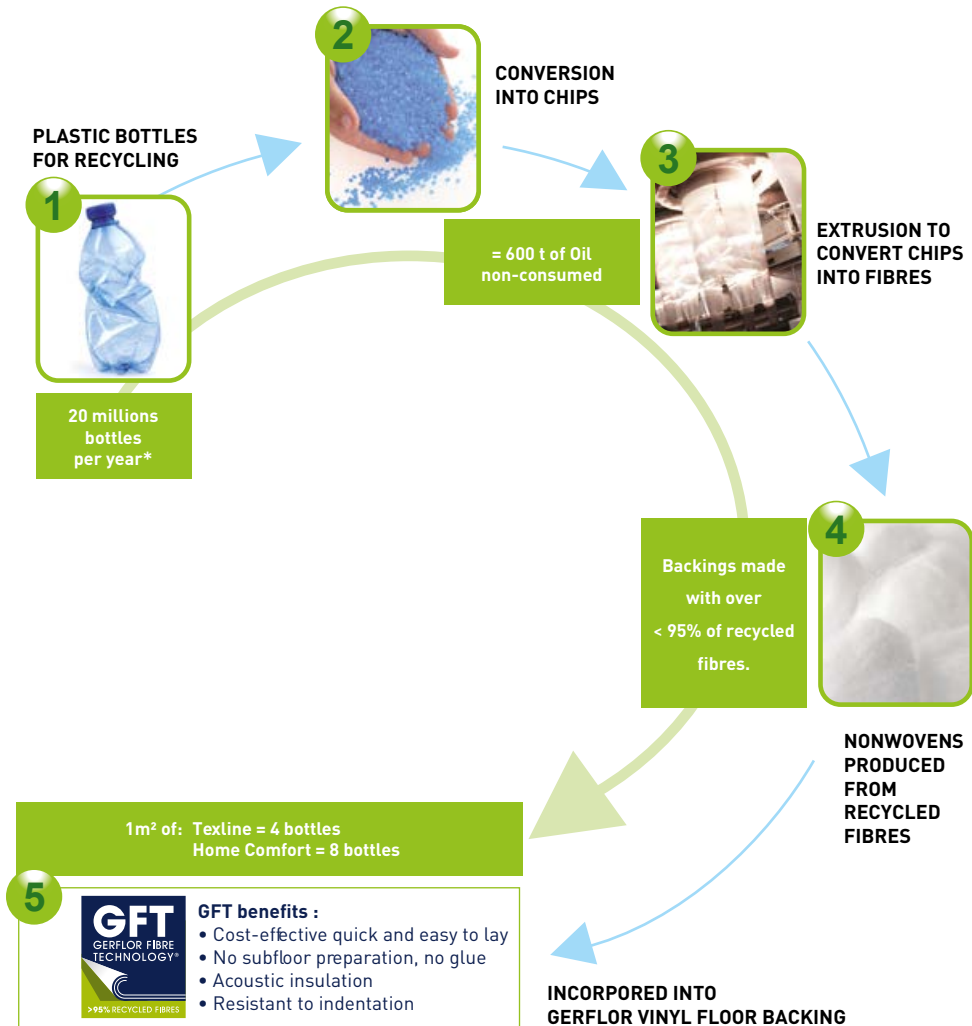 2
CONVERSION
INTO CHIPS
PLASTIC BOTTLES
FOR RECYCLING
1
3
EXTRUSION TO
CONVERT CHIPS
INTO FIBRES
= 600 t of Oil
non-consumed
20 millions
bottles
per year*
4
Backings made
with over
< 95% of recycled
fibres.
NONWOVENS
PRODUCED
FROM
RECYCLED
FIBRES
1m² of: Texline = 4 bottles
Home Comfort = 8 bottles
5
GFT
GERFLOR FIBRE
TECHNOLOGY®
>95% RECYCLED FIBRES
GFT benefits :
• Cost-effective quick and easy to lay
• No subfloor preparation, no glue
• Acoustic insulation
• Resistant to indentation
INCORPORED INTO
GERFLOR VINYL FLOOR BACKING